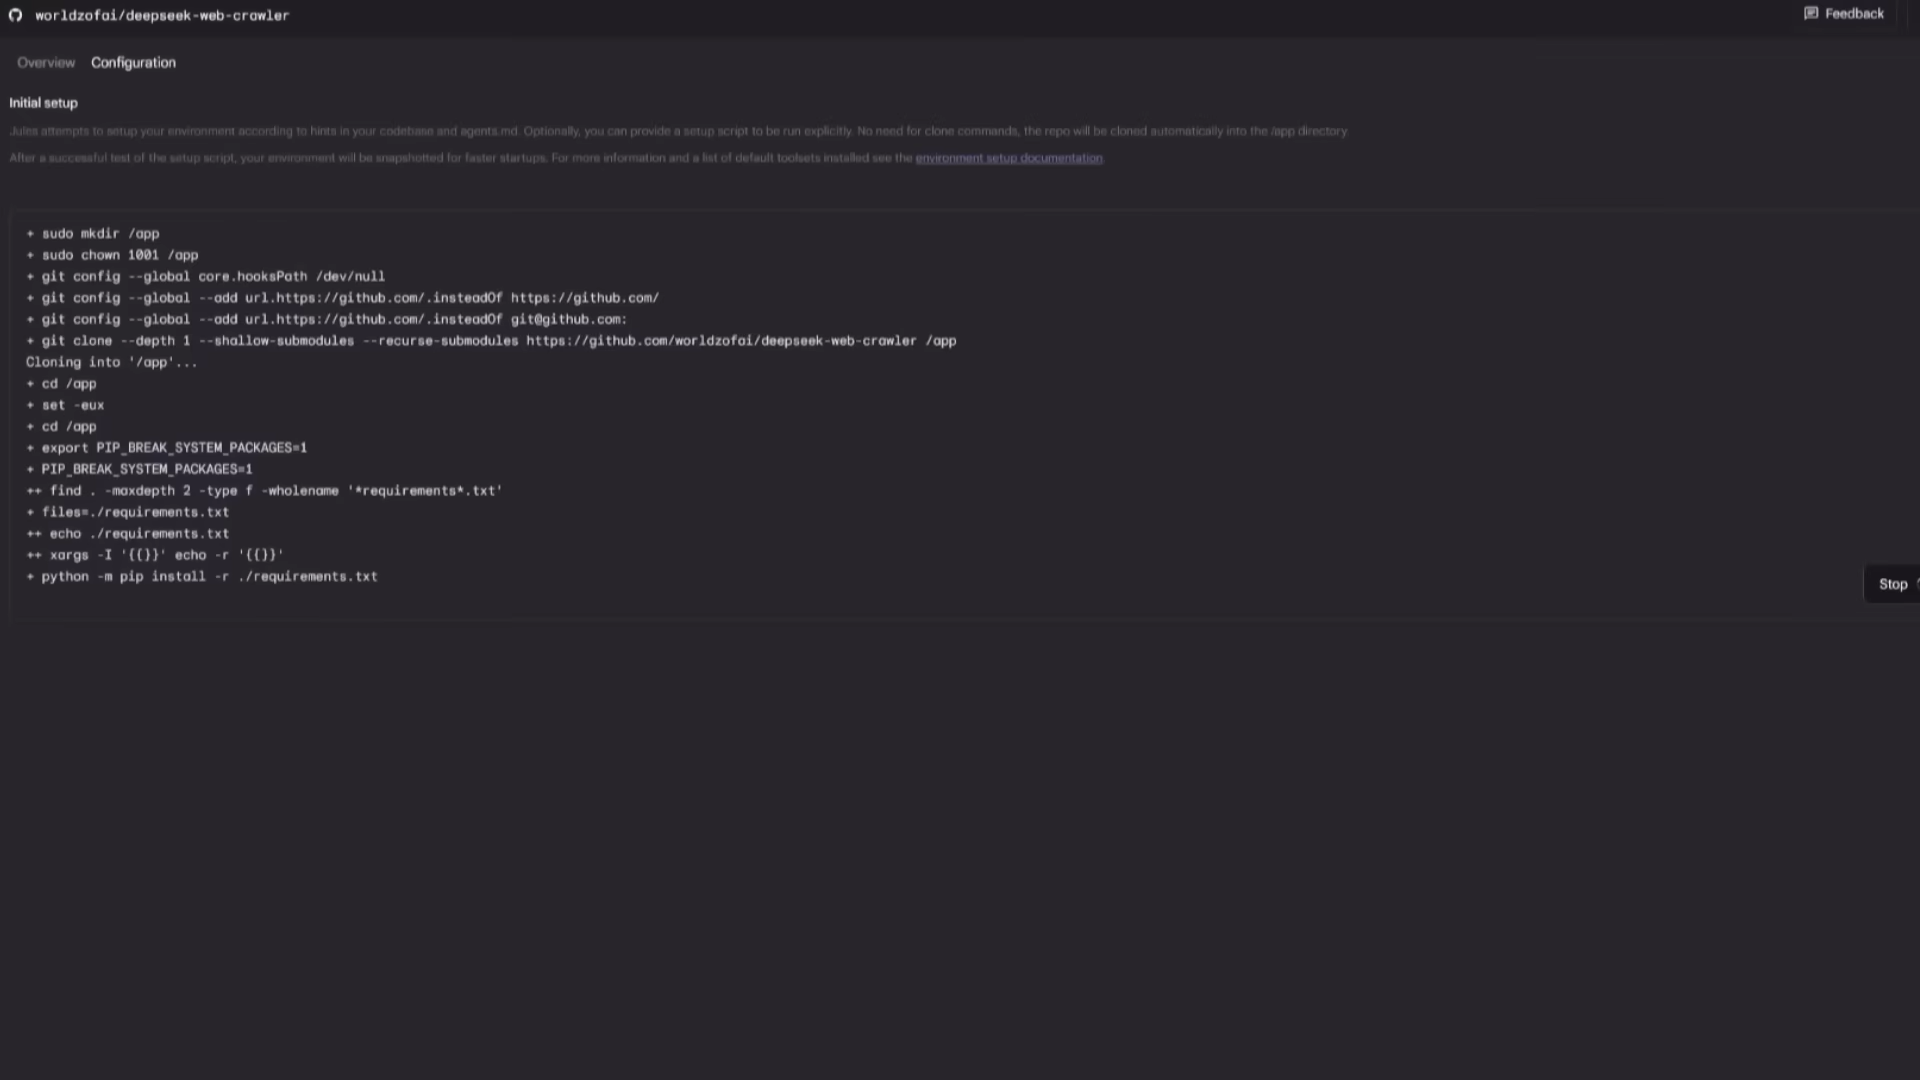 worldzofai/deepseek-web-crawler
Feedback
Overview Configuration
Initial setup
Jules attempts to setup your environment according to hints in your codebase and agents.md. Optionally, you can provide a setup script to be run explicitly. No need for clone commands, the repo will be cloned automatically into the /app directory
After a successful test of the setup script, your environment will be snapshotted for faster startups. For more information and a list of default toolsets installed see the environment setup documentation.
+ sudo mkdir /app
+ sudo chown 1001 /app
+ git config --global core.hooksPath /dev/null
+ git config --global --add url.https://github.com/.insteadOf https://github.com/
+ git config --global --add url.https://github.com/.insteadOf git@github.com:
+ git clone --depth 1 --shallow-submodules --recurse-submodules https://github.com/worldzofai/deepseek-web-crawler /app
Cloning into '/app'...
+ cd /app
+ set -eux
+ cd /app
+ export PIP_BREAK_SYSTEM_PACKAGES=1
+ PIP_BREAK_SYSTEM_PACKAGES=1
++ find . -maxdepth 2 -type f -wholename '*requirements*.txt'
+ files=./requirements.txt
++ echo ./requirements.txt
++ xargs -I '{{}}' echo -r '{{}}'
+ python -m pip install -r ./requirements.txt
Stop